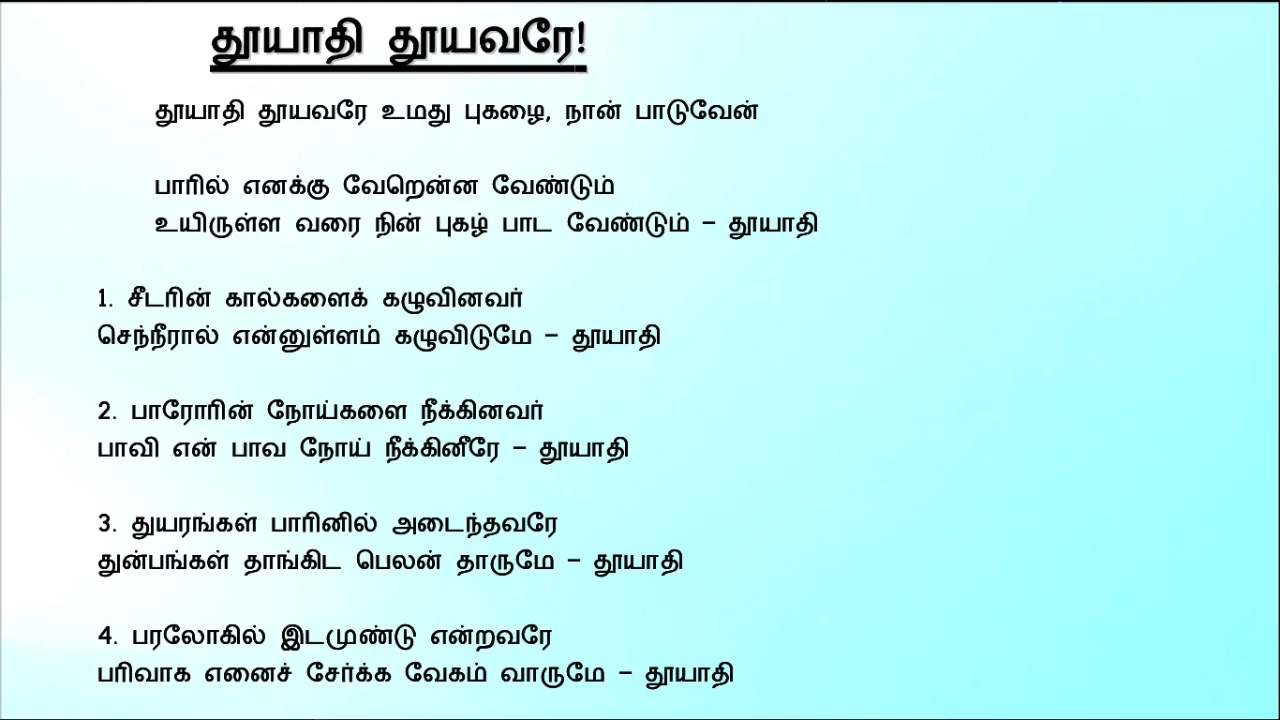 தூயாதி தூயவரே!
தூயாதி தூயவரே உமது புகழை, நான் பாடுவேன்
பாரில் எனக்கு வேறென்ன வேண்டும்
உயிருள்ள வரை நின் புகழ் பாட வேண்டும் – தூயாதி
1. சீடரின் கால்களைக் கழுவினவர்
செந்நீரால் என்னுள்ளம் கழுவிடுமே – தூயாதி
2. பாரோரின் நோய்களை நீக்கினவர்
பாவி என் பாவ நோய் நீக்கினீரே – தூயாதி
3. துயரங்கள் பாரினில் அடைந்தவரே
துன்பங்கள் தாங்கிட பெலன் தாருமே – தூயாதி
4. பரலோகில் இடமுண்டு என்றவரே
பரிவாக எனைச் சேர்க்க வேகம் வாருமே – தூயாதி